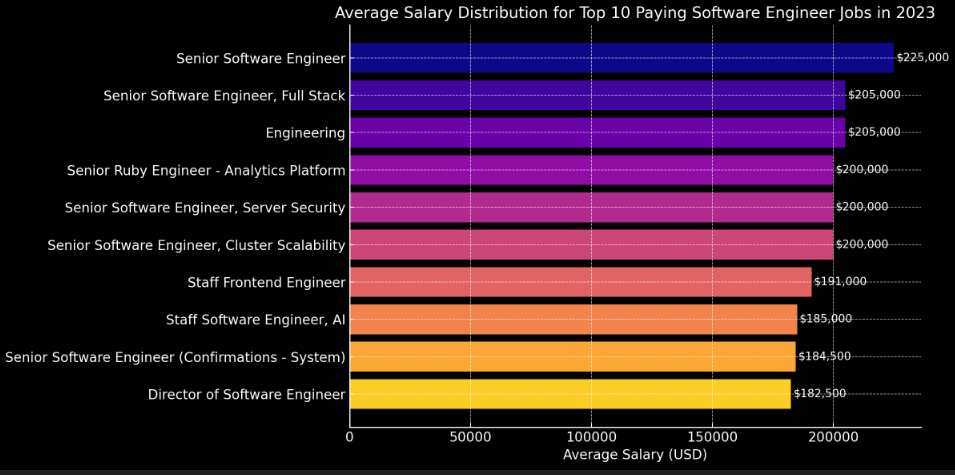 Average Salary Distribution for Top 10 Paying Software Engineer Jobs in 2023
Senior Software Engineer $225,000
Senior Software Engineer, Full Stack $205,000
Engineering $205,000
Senior Ruby Engineer - Analytics Platform $200,000
Senior Software Engineer, Server Security $200,000
Senior Software Engineer, Cluster Scalability $200,000
Staff Frontend Engineer $191,000
Staff Software Engineer, AI $185,000
Senior Software Engineer (Confirmations - System) $184,500
Director of Software Engineer $182,500
0 50000 100000 150000 200000
Average Salary (USD)